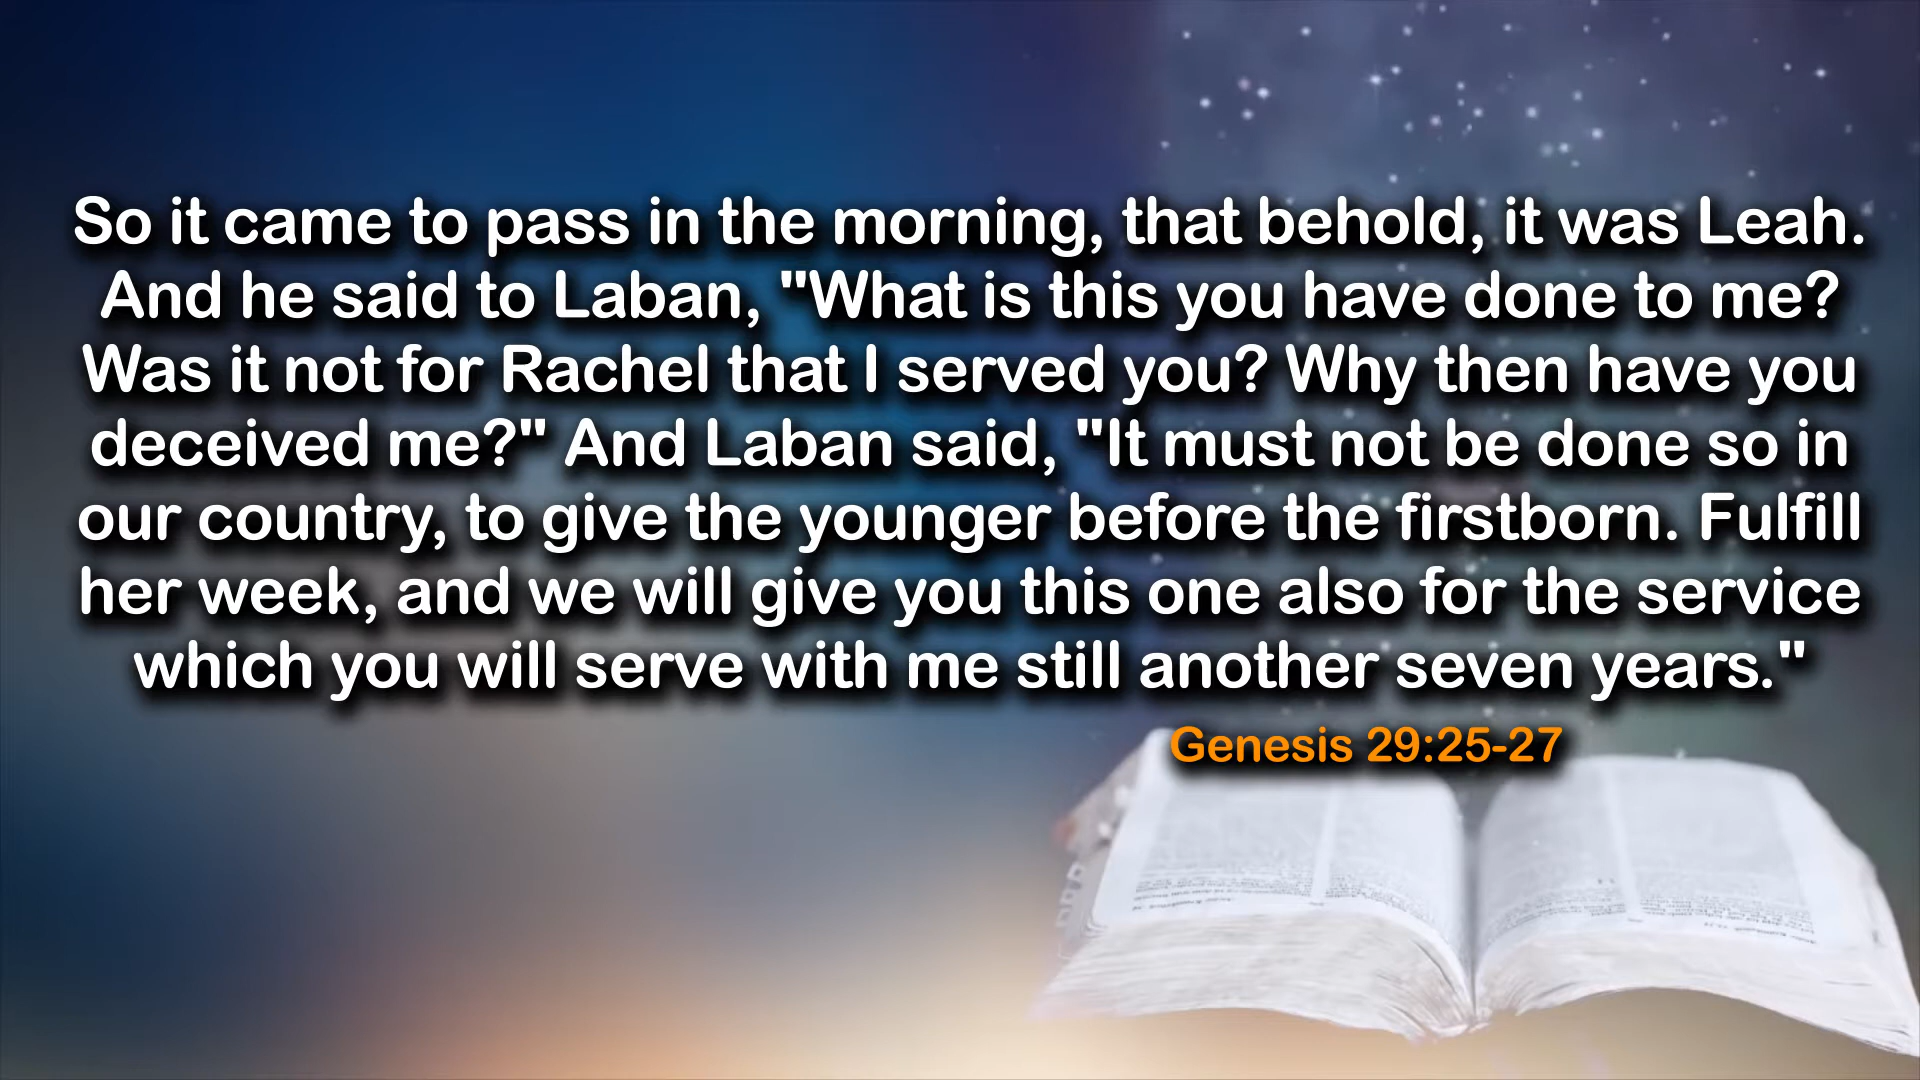 So it came to pass in the morning, that behold, it was Leah.
And he said to Laban, "What is this you have done to me?
Was it not for Rachel that I served you? Why then have you
deceived me?" And Laban said, "It must not be done so in
our country, to give the younger before the firstborn. Fulfill
her week, and we will give you this one also for the service
which you will serve with me still another seven years."
Genesis 29:25-27